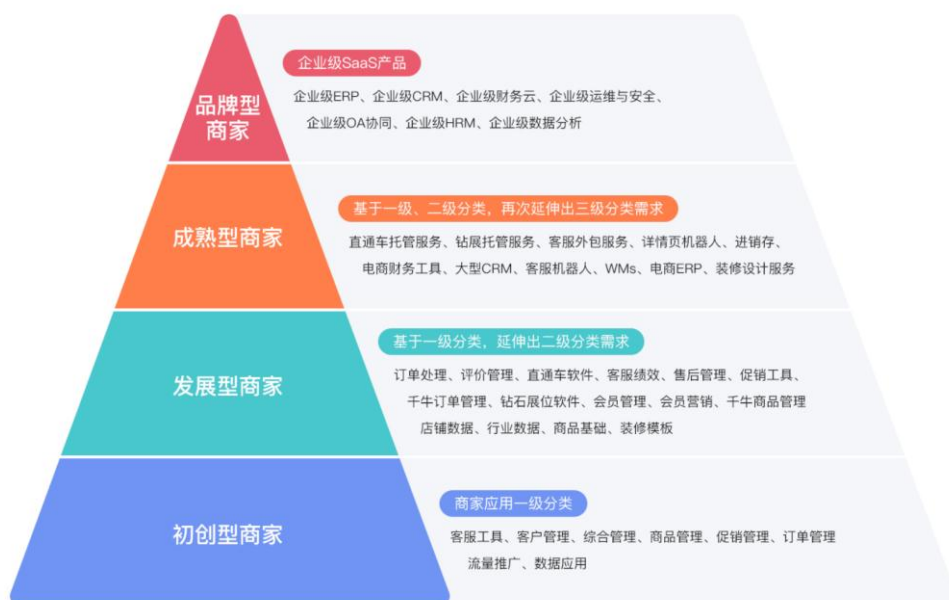 企业级SaaS产品
品牌型
商家
企业级ERP、企业级CRM、企业级财务云、企业级运维与安全、
企业级OA协同、企业级HRM、企业级数据分析
基于一级、二级分类，再次延伸出三级分类需求
成熟型商家
直通车托管服务、钻展托管服务、客服外包服务、详情页机器人、进销存、
电商财务工具、大型CRM、客服机器人、WMs、电商ERP、装修设计服务
基于一级分类，延伸出二级分类需求
发展型商家
订单处理、评价管理、直通车软件、客服绩效、售后管理、促销工具、
千牛订单管理、钻石展位软件、会员管理、会员营销、千牛商品管理
店铺数据、行业数据、商品基础、装修模板
商家应用一级分类
初创型商家
客服工具、客户管理、综合管理、商品管理、促销管理、订单管理
流量推广、数据应用